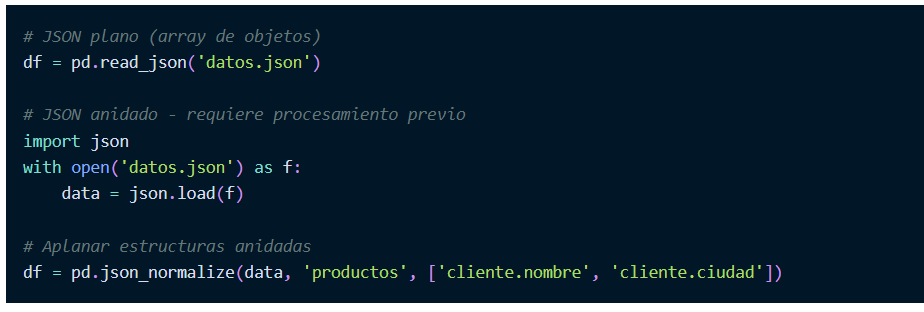 # JSON plano (array de objetos)
df = pd.read_json('datos.json')
# JSON anidado - requiere procesamiento previo
import json
with open('datos.json') as f:
    data = json.load(f)
# Aplanar estructuras anidadas
df = pd.json_normalize(data, 'productos', ['cliente.nombre', 'cliente.ciudad'])